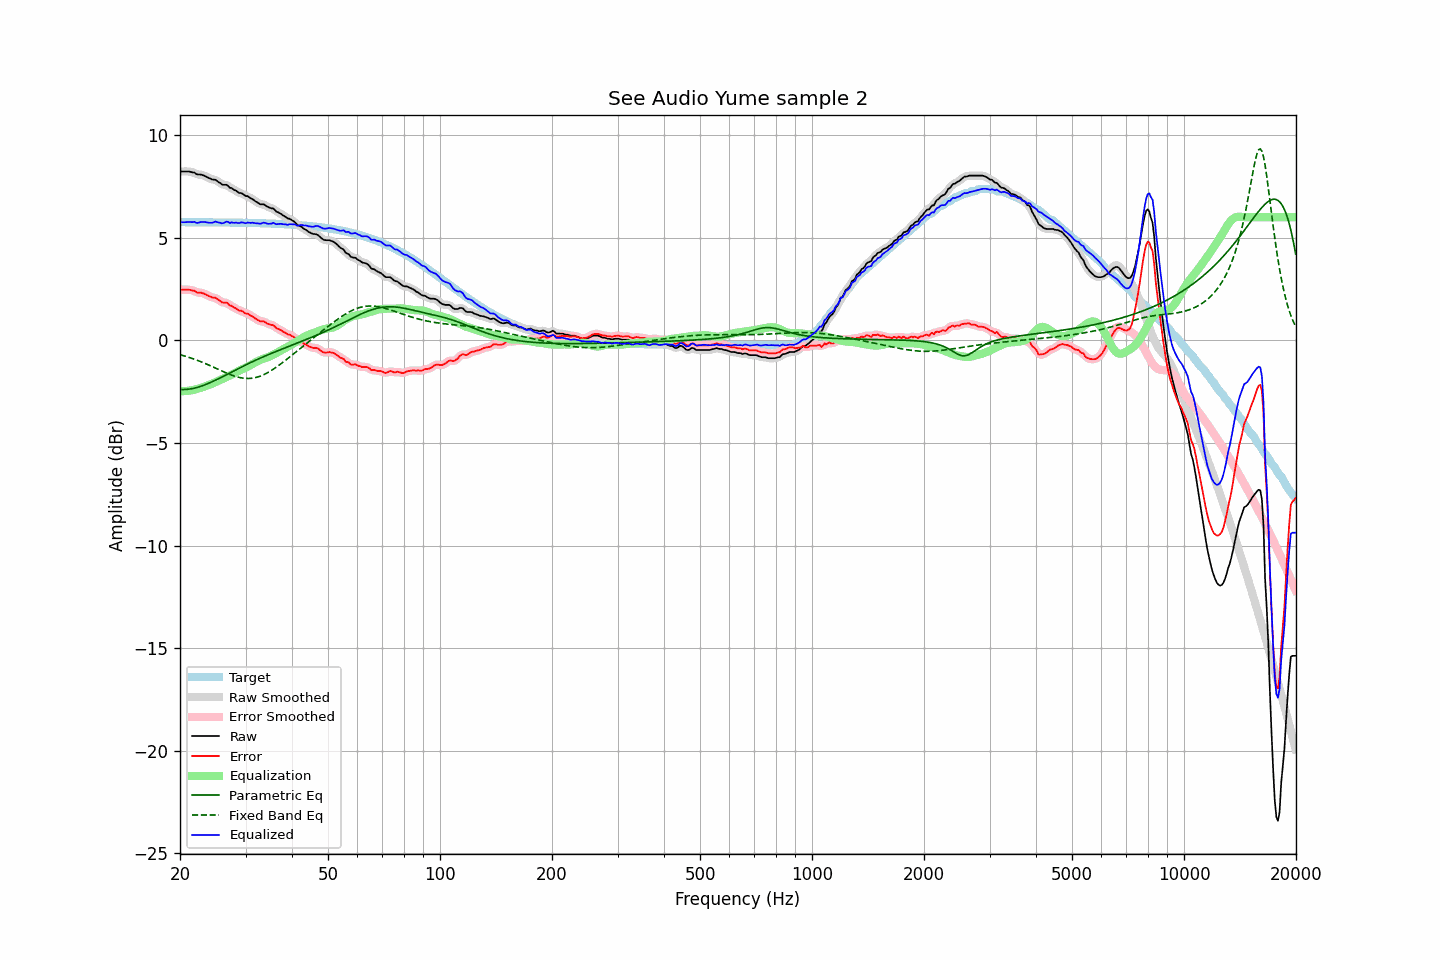 See Audio Yume sample 2
10
5
0
−5
−10
−15
−20
−25
Amplitude (dBr)
Target
Raw Smoothed
Error Smoothed
Raw
Error
Equalization
Parametric Eq
Fixed Band Eq
Equalized
20 50 100 200 500 1000 2000 5000 10000 20000
Frequency (Hz)